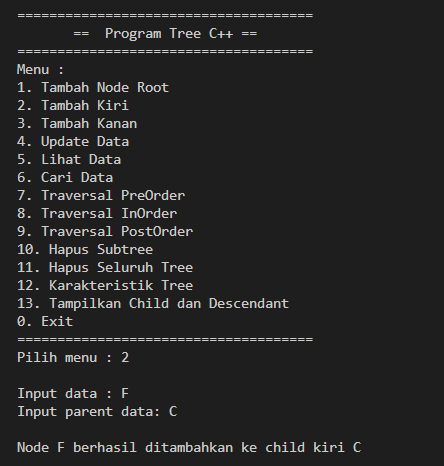 =====================================
==  Program Tree C++ ==
=====================================
Menu :
1. Tambah Node Root
2. Tambah Kiri
3. Tambah Kanan
4. Update Data
5. Lihat Data
6. Cari Data
7. Traversal PreOrder
8. Traversal InOrder
9. Traversal PostOrder
10. Hapus Subtree
11. Hapus Seluruh Tree
12. Karakteristik Tree
13. Tampilkan Child dan Descendant
0. Exit
=====================================
Pilih menu : 2

Input data : F
Input parent data: C

Node F berhasil ditambahkan ke child kiri C